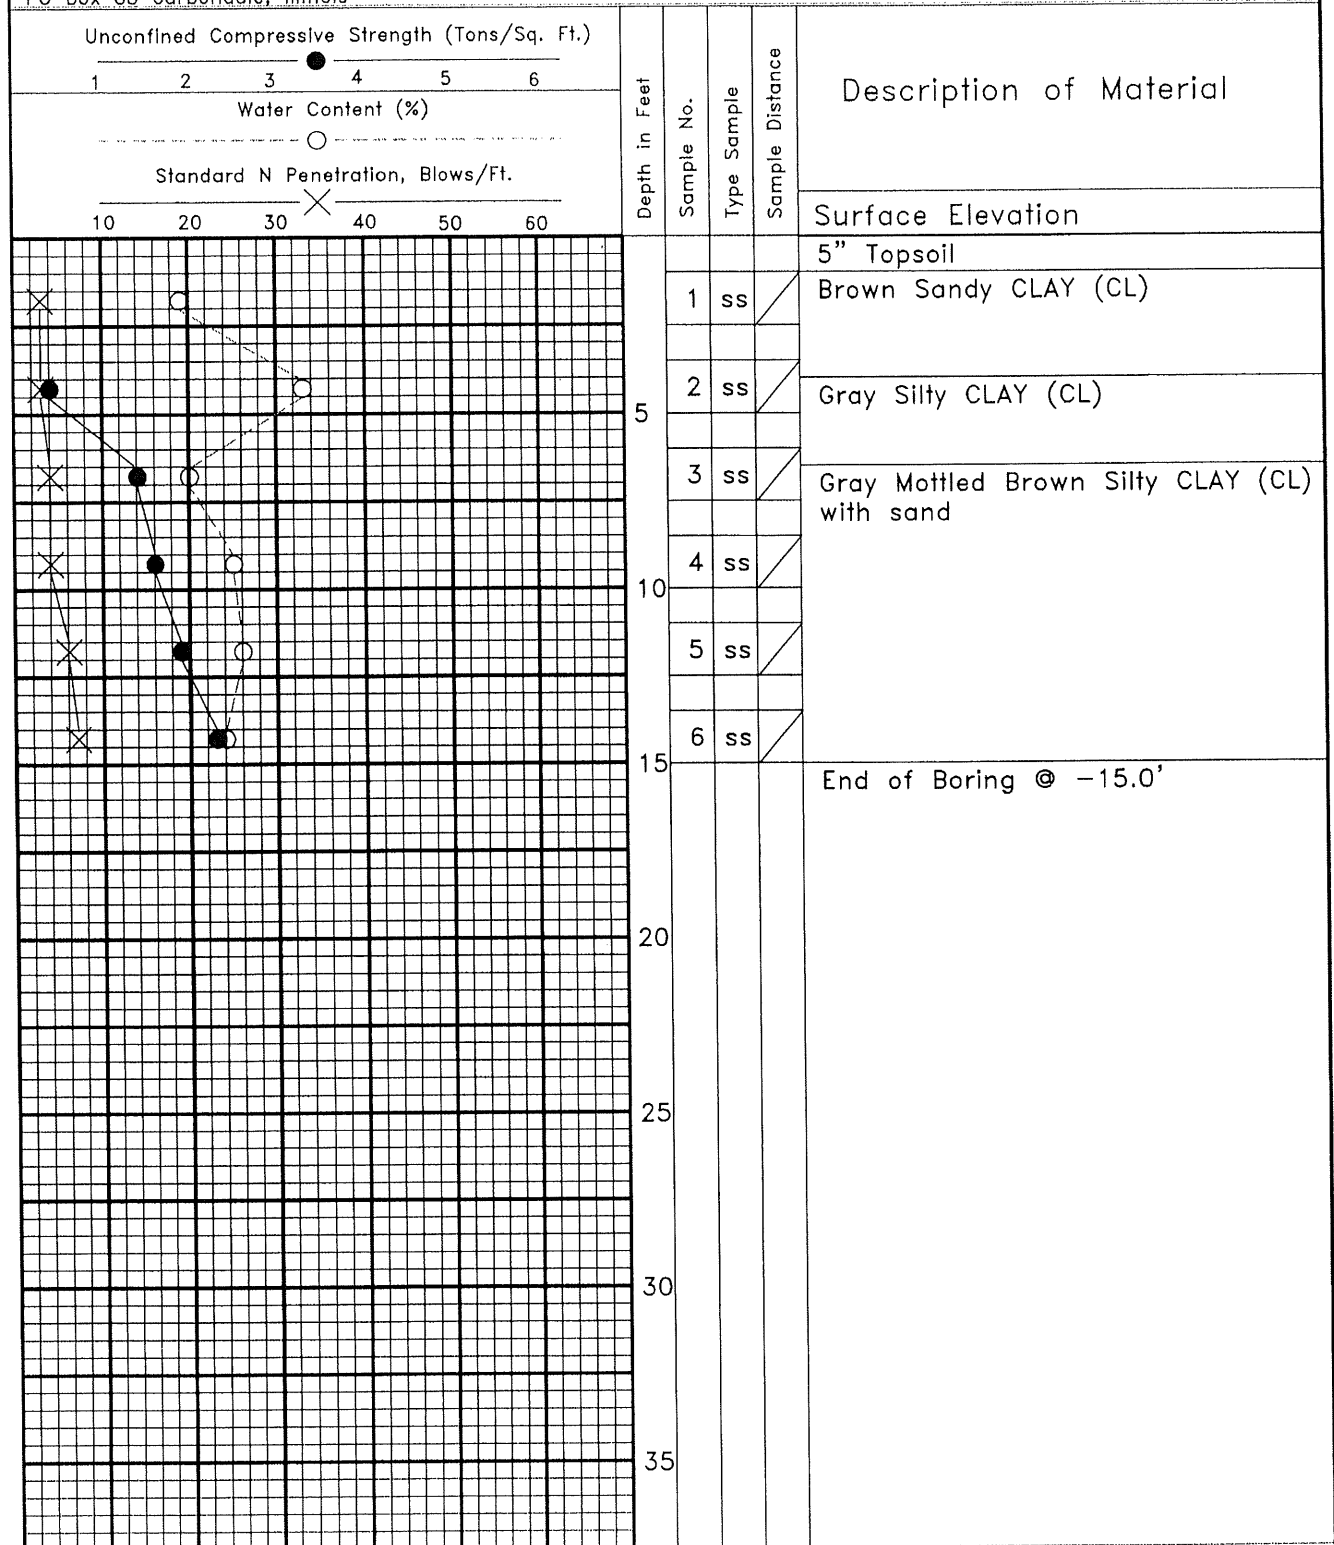 Unconfined Compressive Strength (Tons/Sq. Ft.)
1 2 3 4 5 6
Water Content (%)
Standard N Penetration, Blows/Ft.
10 20 30 40 50 60
Depth in Feet
Sample No.
Type Sample
Sample Distance
Description of Material
Surface Elevation
5" Topsoil
1 ss
Brown Sandy CLAY (CL)
2 ss
Gray Silty CLAY (CL)
5
3 ss
Gray Mottled Brown Silty CLAY (CL)
with sand
4 ss
10
5 ss
6 ss
15
End of Boring @ -15.0'
20
25
30
35